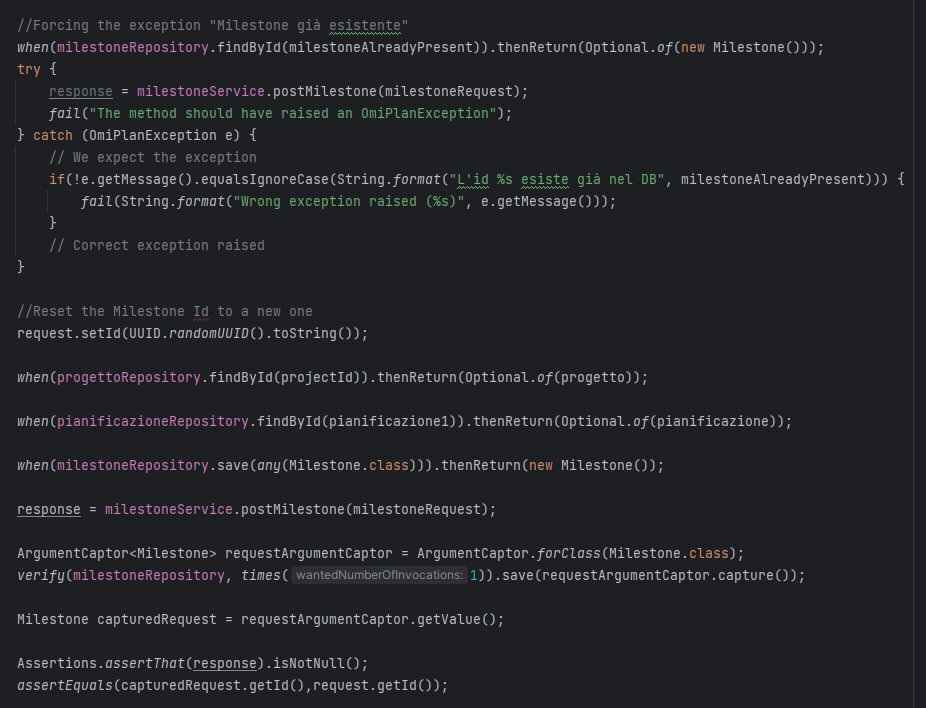 //Forcing the exception "Milestone già esistente"
when(milestoneRepository.findById(milestoneAlreadyPresent)).thenReturn(Optional.of(new Milestone()));
try {
    response = milestoneService.postMilestone(milestoneRequest);
    fail("The method should have raised an OmiPlanException");
} catch (OmiPlanException e) {
    // We expect the exception
    if(!e.getMessage().equalsIgnoreCase(String.format("L'id %s esiste già nel DB", milestoneAlreadyPresent))) {
        fail(String.format("Wrong exception raised (%s)", e.getMessage()));
    }
    // Correct exception raised
}
//Reset the Milestone Id to a new one
request.setId(UUID.randomUUID().toString());
when(progettoRepository.findById(projectId)).thenReturn(Optional.of(progetto));
when(pianificazioneRepository.findById(pianificazione1)).thenReturn(Optional.of(pianificazione));
when(milestoneRepository.save(any(Milestone.class))).thenReturn(new Milestone());
response = milestoneService.postMilestone(milestoneRequest);
ArgumentCaptor<Milestone> requestArgumentCaptor = ArgumentCaptor.forClass(Milestone.class);
verify(milestoneRepository, times( wantedNumberOfInvocations: 1)).save(requestArgumentCaptor.capture());
Milestone capturedRequest = requestArgumentCaptor.getValue();
Assertions.assertThat(response).isNotNull();
assertEquals(capturedRequest.getId(),request.getId());